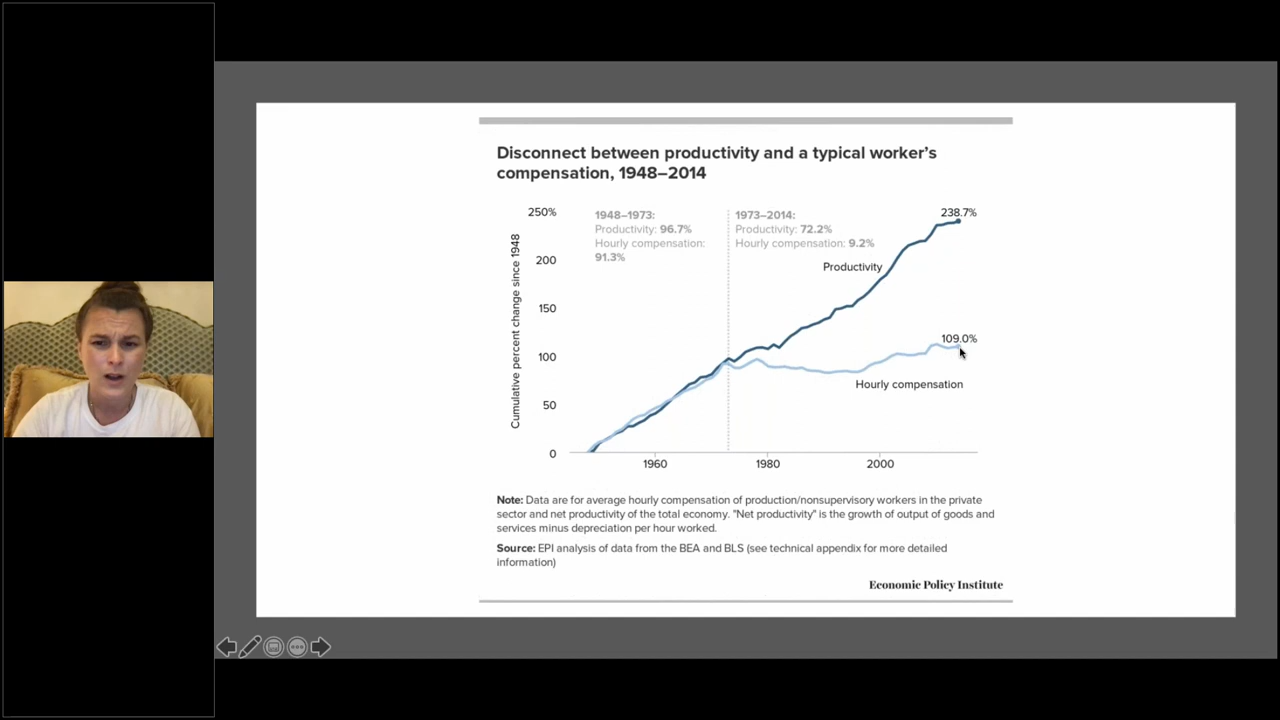 Disconnect between productivity and a typical worker's
compensation, 1948–2014
Cumulative percent change since 1948
250%
200
150
100
50
0
1948–1973:
Productivity: 96.7%
Hourly compensation:
91.3%
1973–2014:
Productivity: 72.2%
Hourly compensation: 9.2%
238.7%
Productivity
109.0%
Hourly compensation
1960
1980
2000
Note: Data are for average hourly compensation of production/nonsupervisory workers in the private
sector and net productivity of the total economy. "Net productivity" is the growth of output of goods and
services minus depreciation per hour worked.
Source: EPI analysis of data from the BEA and BLS (see technical appendix for more detailed
information)
Economic Policy Institute